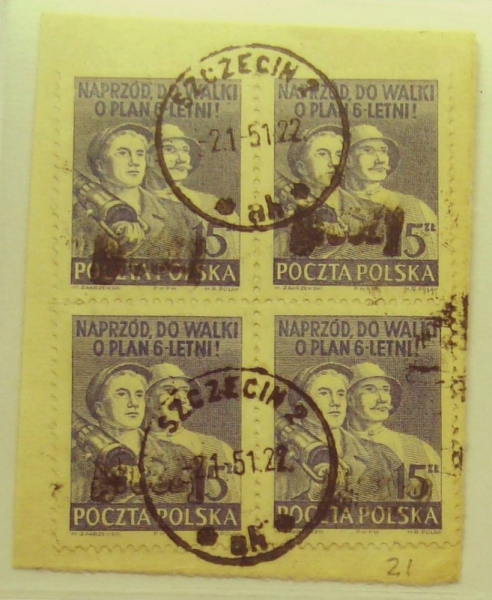 NAPRZÓD, DO WALKI
O PLAN 6-LETNI!
15
POCZTA POLSKA
NAPRZÓD, DO WALKI
O PLAN 6-LETNI!
15 ZŁ
POCZTA POLSKA
SZCZECIN 2
-2.1-51.22.
ah
NAPRZÓD, DO WALKI
O PLAN 6-LETNI!
15
POCZTA POLSKA
NAPRZÓD, DO WALKI
O PLAN 6-LETNI!
15 ZŁ
POCZTA POLSKA
SZCZECIN 2
-2.1-51.22.
ah
21